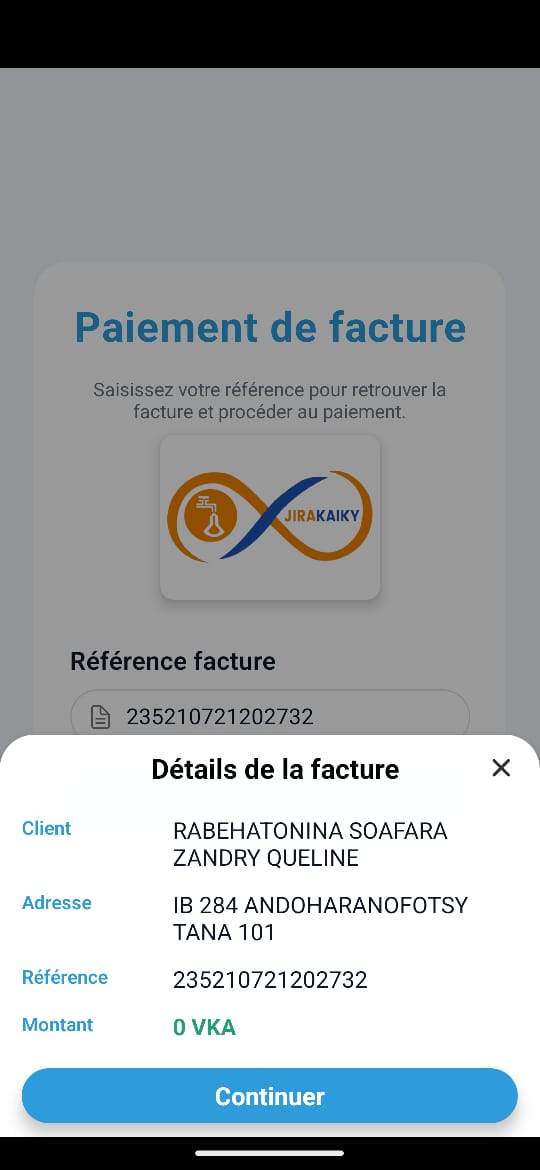 Paiement de facture
Saisissez votre référence pour retrouver la
facture et procéder au paiement.
JIRAKAIKY
Référence facture
235210721202732
Détails de la facture
Client
RABEHATONINA SOAFARA
ZANDRY QUELINE
Adresse
IB 284 ANDOHARANOFOTSY
TANA 101
Référence
235210721202732
Montant
0 VKA
Continuer